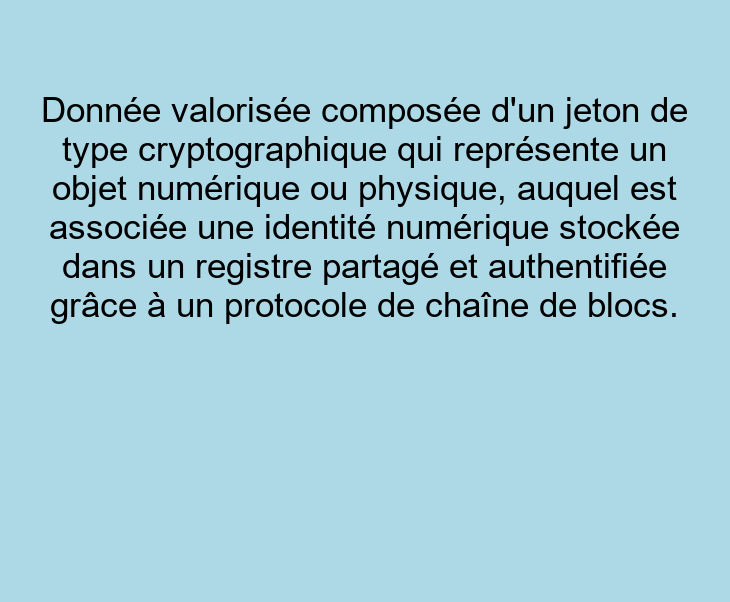 Donnée valorisée composée d'un jeton de
type cryptographique qui représente un
objet numérique ou physique, auquel est
associée une identité numérique stockée
dans un registre partagé et authentifiée
grâce à un protocole de chaîne de blocs.